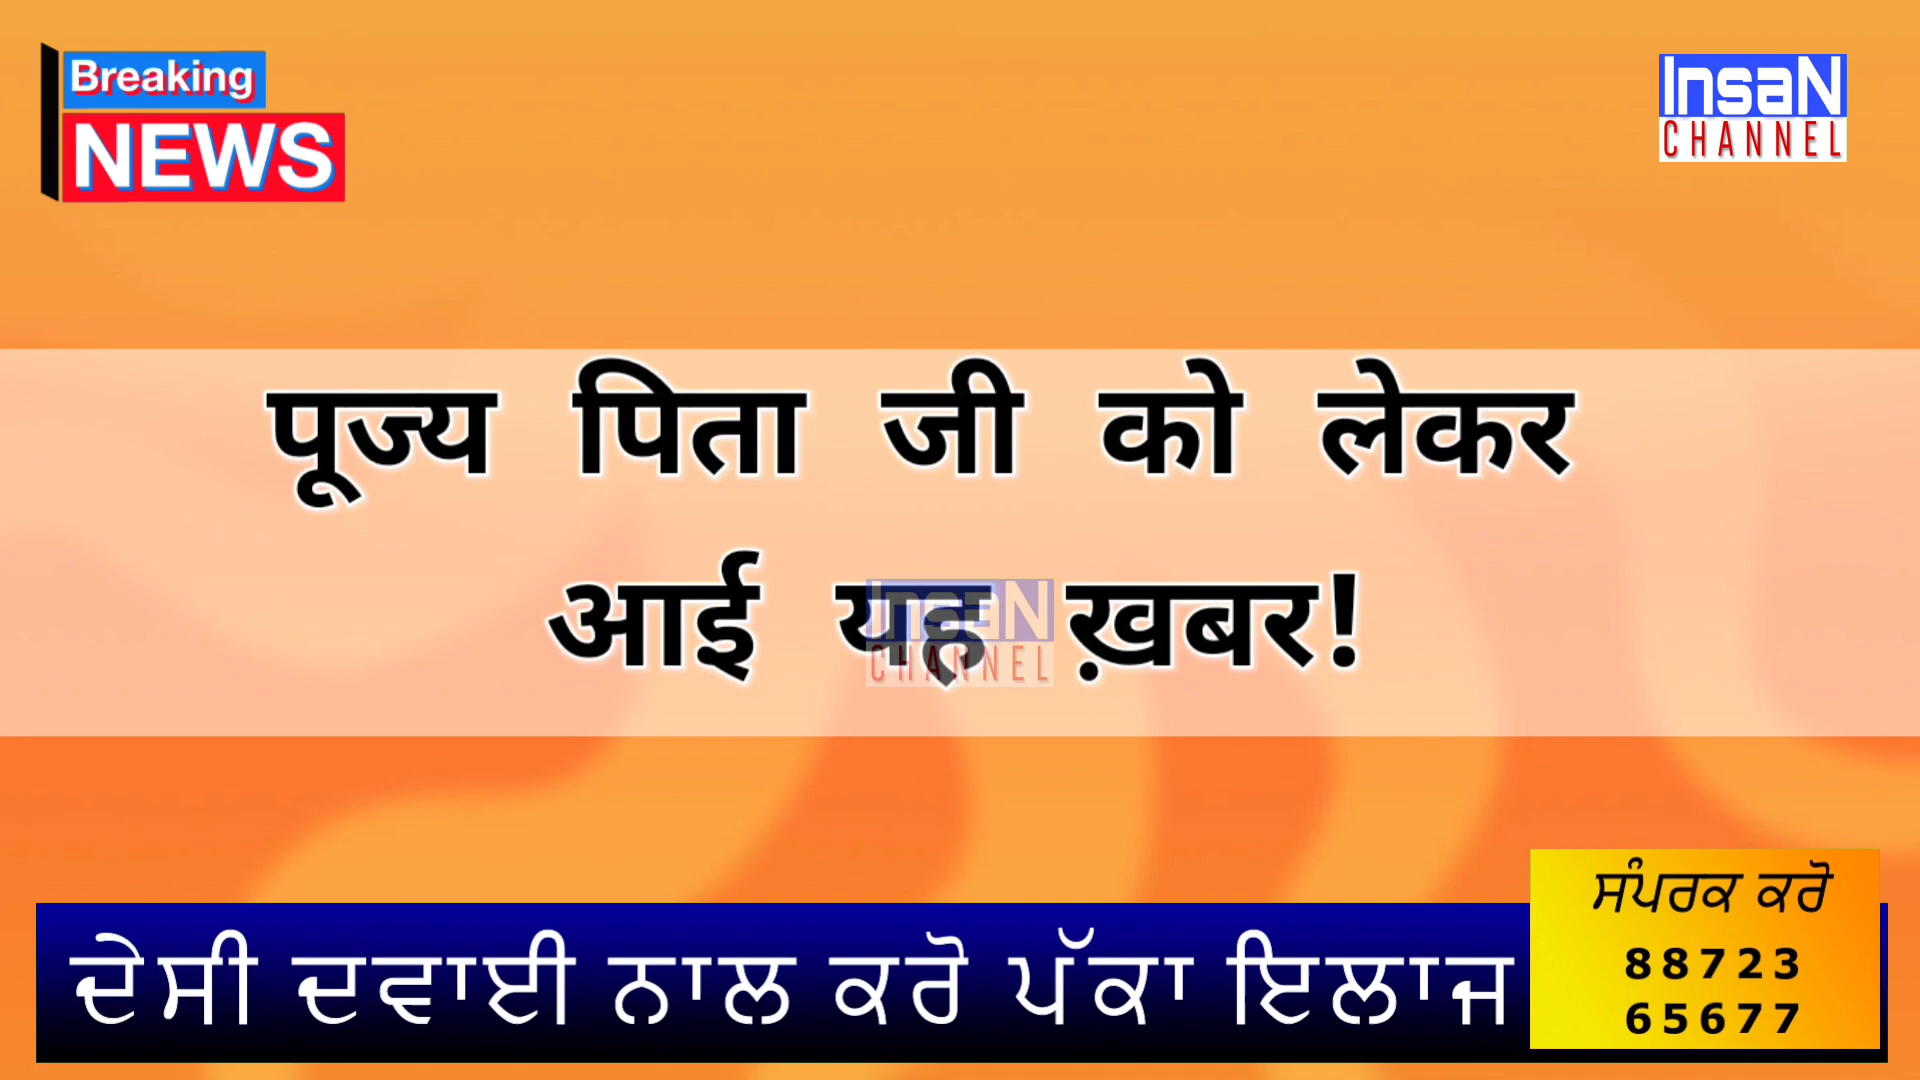 Breaking
NEWS
InsaN
CHANNEL
पूज्य पिता जी को लेकर
आई यह ख़बर!
InsaN
CHANNEL
ਦੇਸੀ ਦਵਾਈ ਨਾਲ ਕਰੋ ਪੱਕਾ ਇਲਾਜ
ਸੰਪਰਕ ਕਰੋ
88723
65677